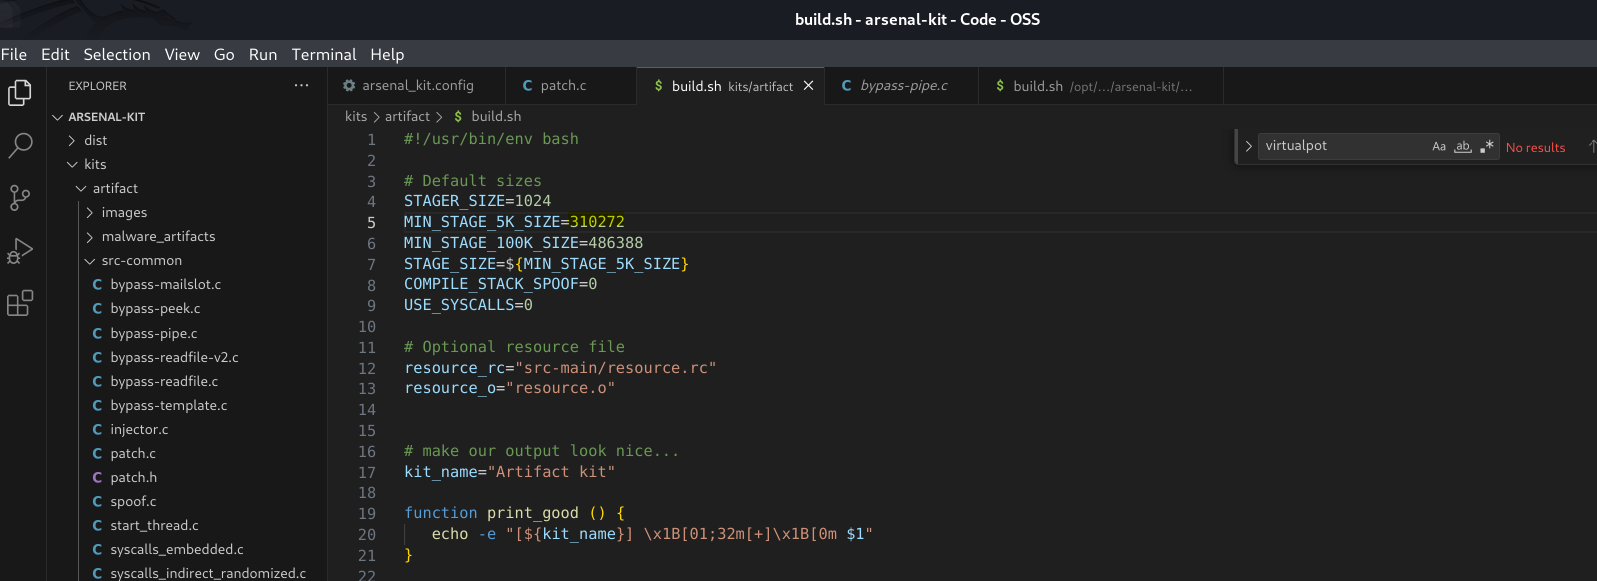 build.sh - arsenal-kit - Code - OSS
File Edit Selection View Go Run Terminal Help
EXPLORER ···
ARSENAL-KIT
dist
kits
artifact
images
malware_artifacts
src-common
C bypass-mailslot.c
C bypass-peek.c
C bypass-pipe.c
C bypass-readfile-v2.c
C bypass-readfile.c
C bypass-template.c
C injector.c
C patch.c
C patch.h
C spoof.c
C start_thread.c
C syscalls_embedded.c
C syscalls_indirect_randomized.c
arsenal_kit.config C patch.c $ build.sh kits/artifact × C bypass-pipe.c $ build.sh /opt/.../arsenal-kit/...
kits > artifact > $ build.sh
virtualpot Aa ab .* No results
1 #!/usr/bin/env bash
2
3 # Default sizes
4 STAGER_SIZE=1024
5 MIN_STAGE_5K_SIZE=310272
6 MIN_STAGE_100K_SIZE=486388
7 STAGE_SIZE=${MIN_STAGE_5K_SIZE}
8 COMPILE_STACK_SPOOF=0
9 USE_SYSCALLS=0
10
11 # Optional resource file
12 resource_rc="src-main/resource.rc"
13 resource_o="resource.o"
14
15
16 # make our output look nice...
17 kit_name="Artifact kit"
18
19 function print_good () {
20 echo -e "[${kit_name}] \x1B[01;32m[+]\x1B[0m $1"
21 }
22